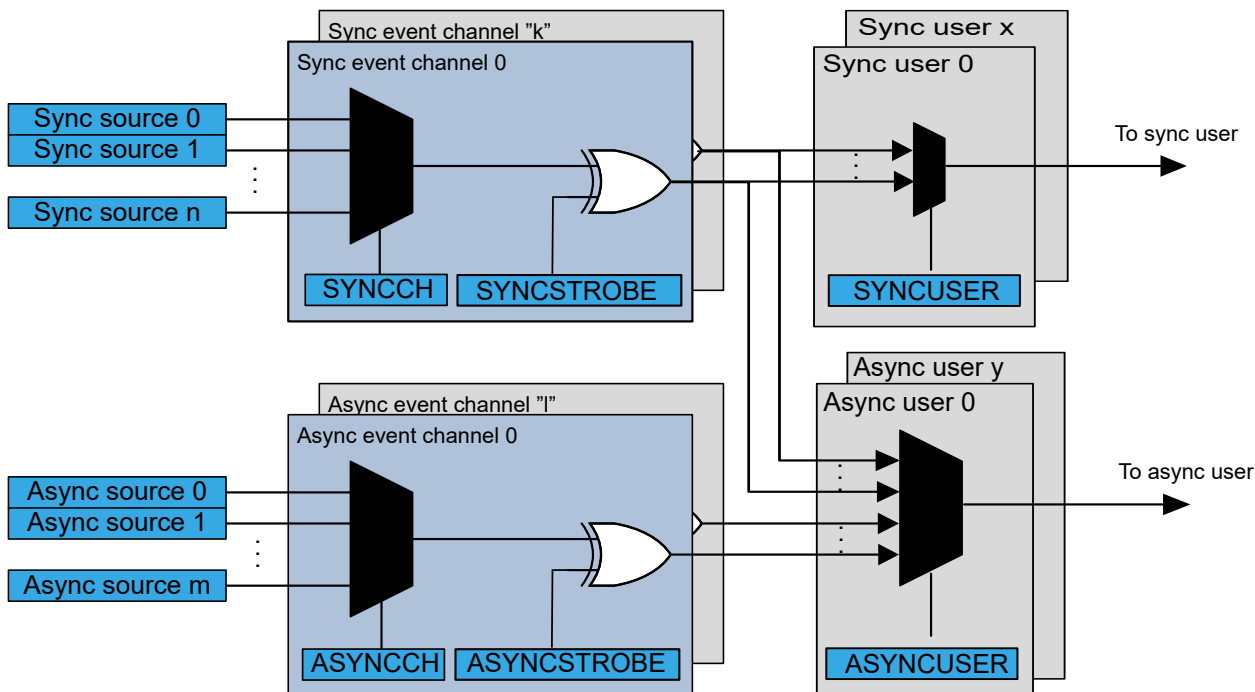 Sync event channel ”k”
Sync event channel 0
Sync source 0
Sync source 1
Sync source n
SYNCCH
SYNCSTROBE
Sync user x
Sync user 0
SYNCUSER
To sync user
Async event channel ”l”
Async event channel 0
Async source 0
Async source 1
Async source m
ASYNCCH
ASYNCSTROBE
Async user y
Async user 0
ASYNCUSER
To async user